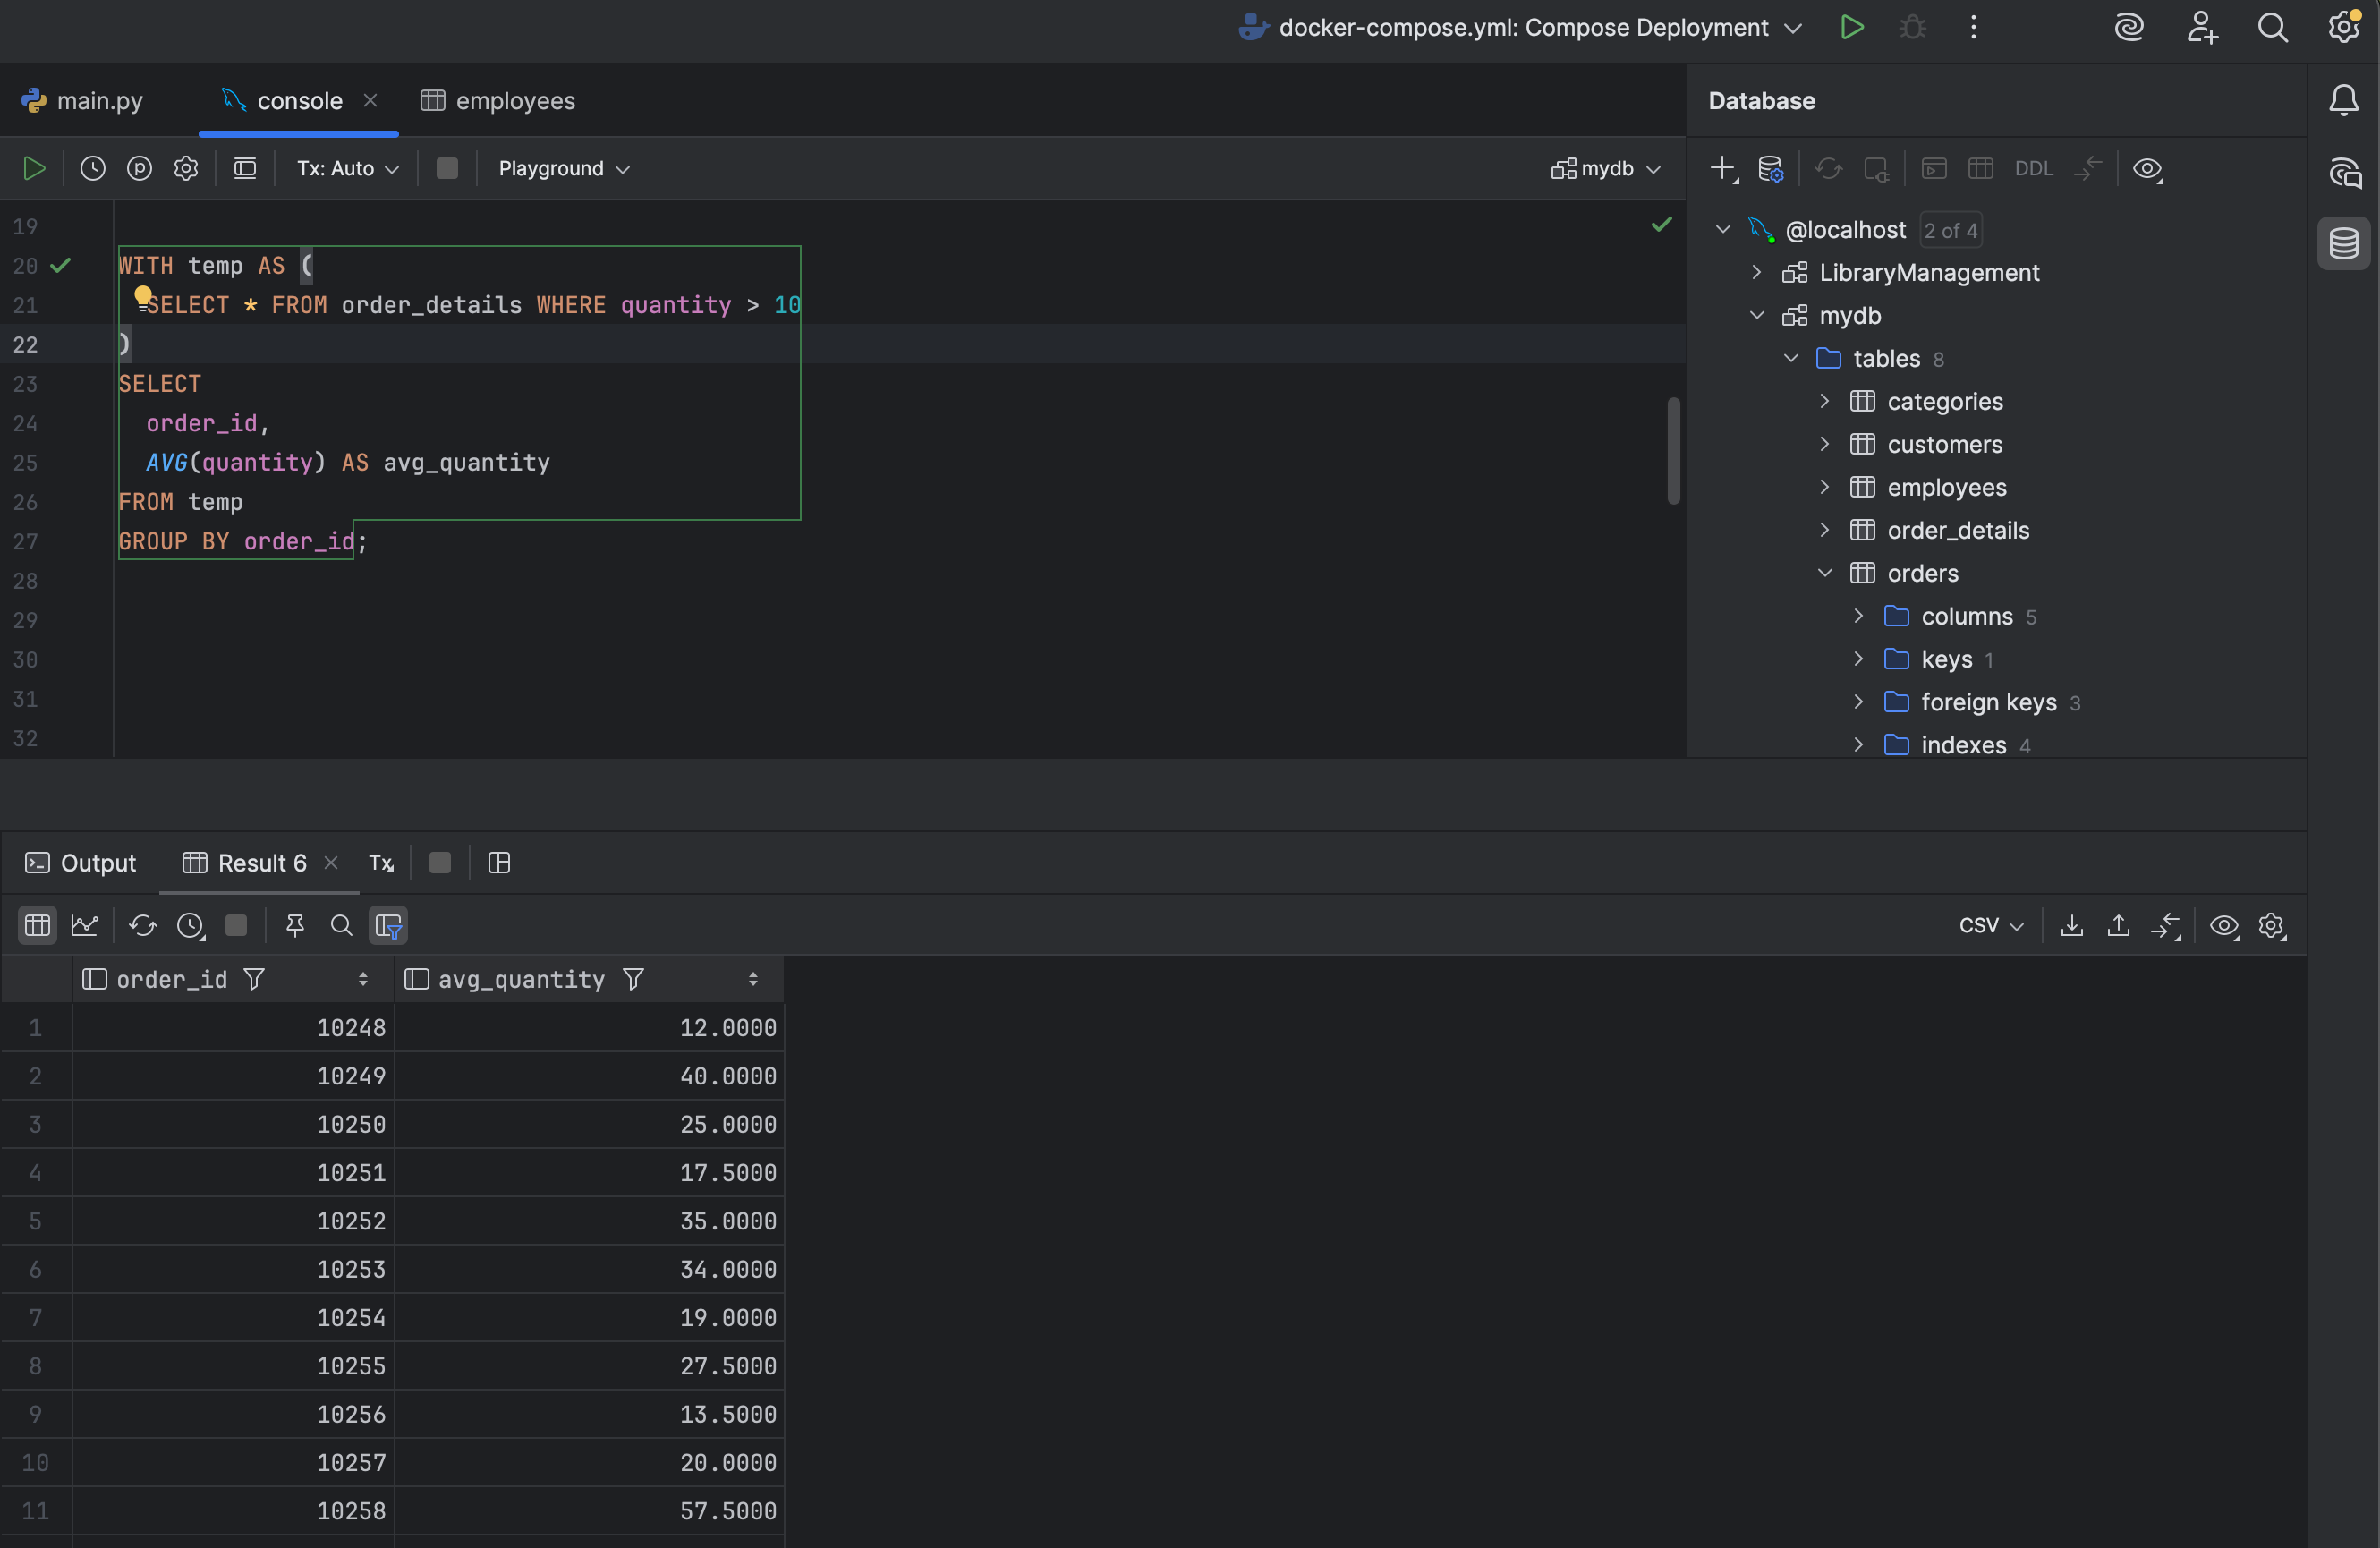 docker-compose.yml: Compose Deployment
main.py
console
employees
Database
Tx: Auto
Playground
mydb
DDL
19
20 WITH temp AS (
21 SELECT * FROM order_details WHERE quantity > 10
22 )
23 SELECT
24 order_id,
25 AVG(quantity) AS avg_quantity
26 FROM temp
27 GROUP BY order_id;
28
29
30
31
32
@localhost 2 of 4
LibraryManagement
mydb
tables 8
categories
customers
employees
order_details
orders
columns 5
keys 1
foreign keys 3
indexes 4
Output
Result 6
Tx
CSV
order_id avg_quantity
1 10248 12.0000
2 10249 40.0000
3 10250 25.0000
4 10251 17.5000
5 10252 35.0000
6 10253 34.0000
7 10254 19.0000
8 10255 27.5000
9 10256 13.5000
10 10257 20.0000
11 10258 57.5000